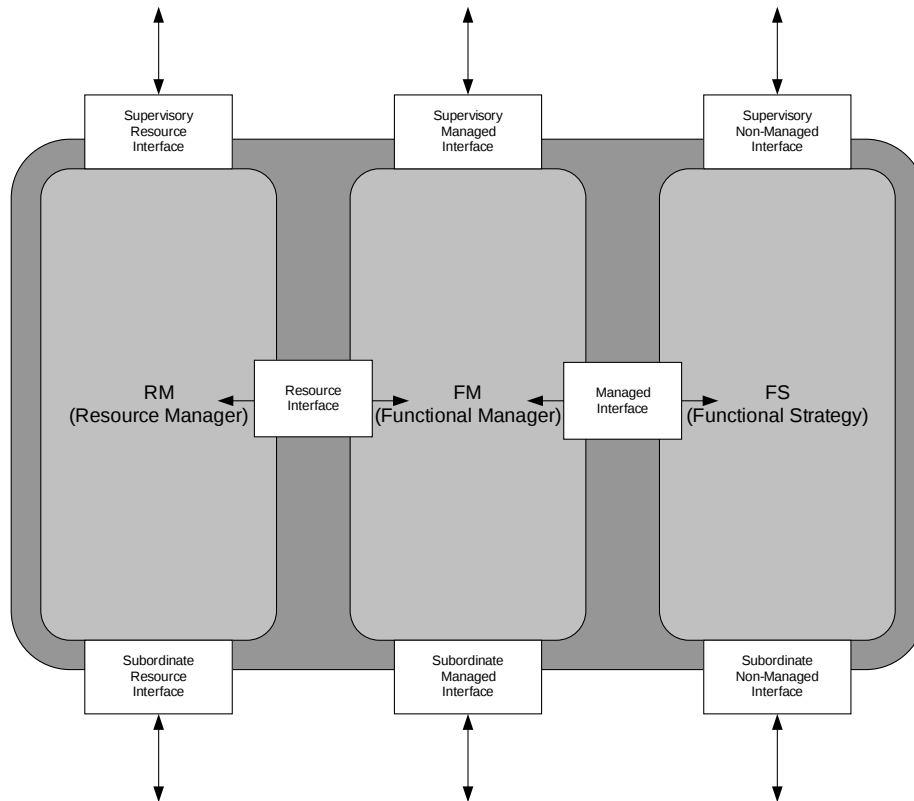 Supervisory
Resource
Interface
Supervisory
Managed
Interface
Supervisory
Non-Managed
Interface
RM
(Resource Manager)
Resource
Interface
FM
(Functional Manager)
Managed
Interface
FS
(Functional Strategy)
Subordinate
Resource
Interface
Subordinate
Managed
Interface
Subordinate
Non-Managed
Interface